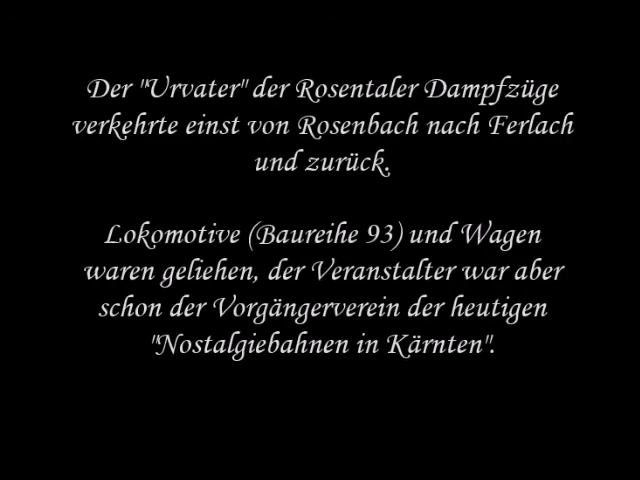 Der "Urvater" der Rosentaler Dampfzüge
verkehrte einst von Rosenbach nach Ferlach
und zurück.
Lokomotive (Baureihe 93) und Wagen
waren geliehen, der Veranstalter war aber
schon der Vorgängerverein der heutigen
"Nostalgiebahnen in Kärnten".